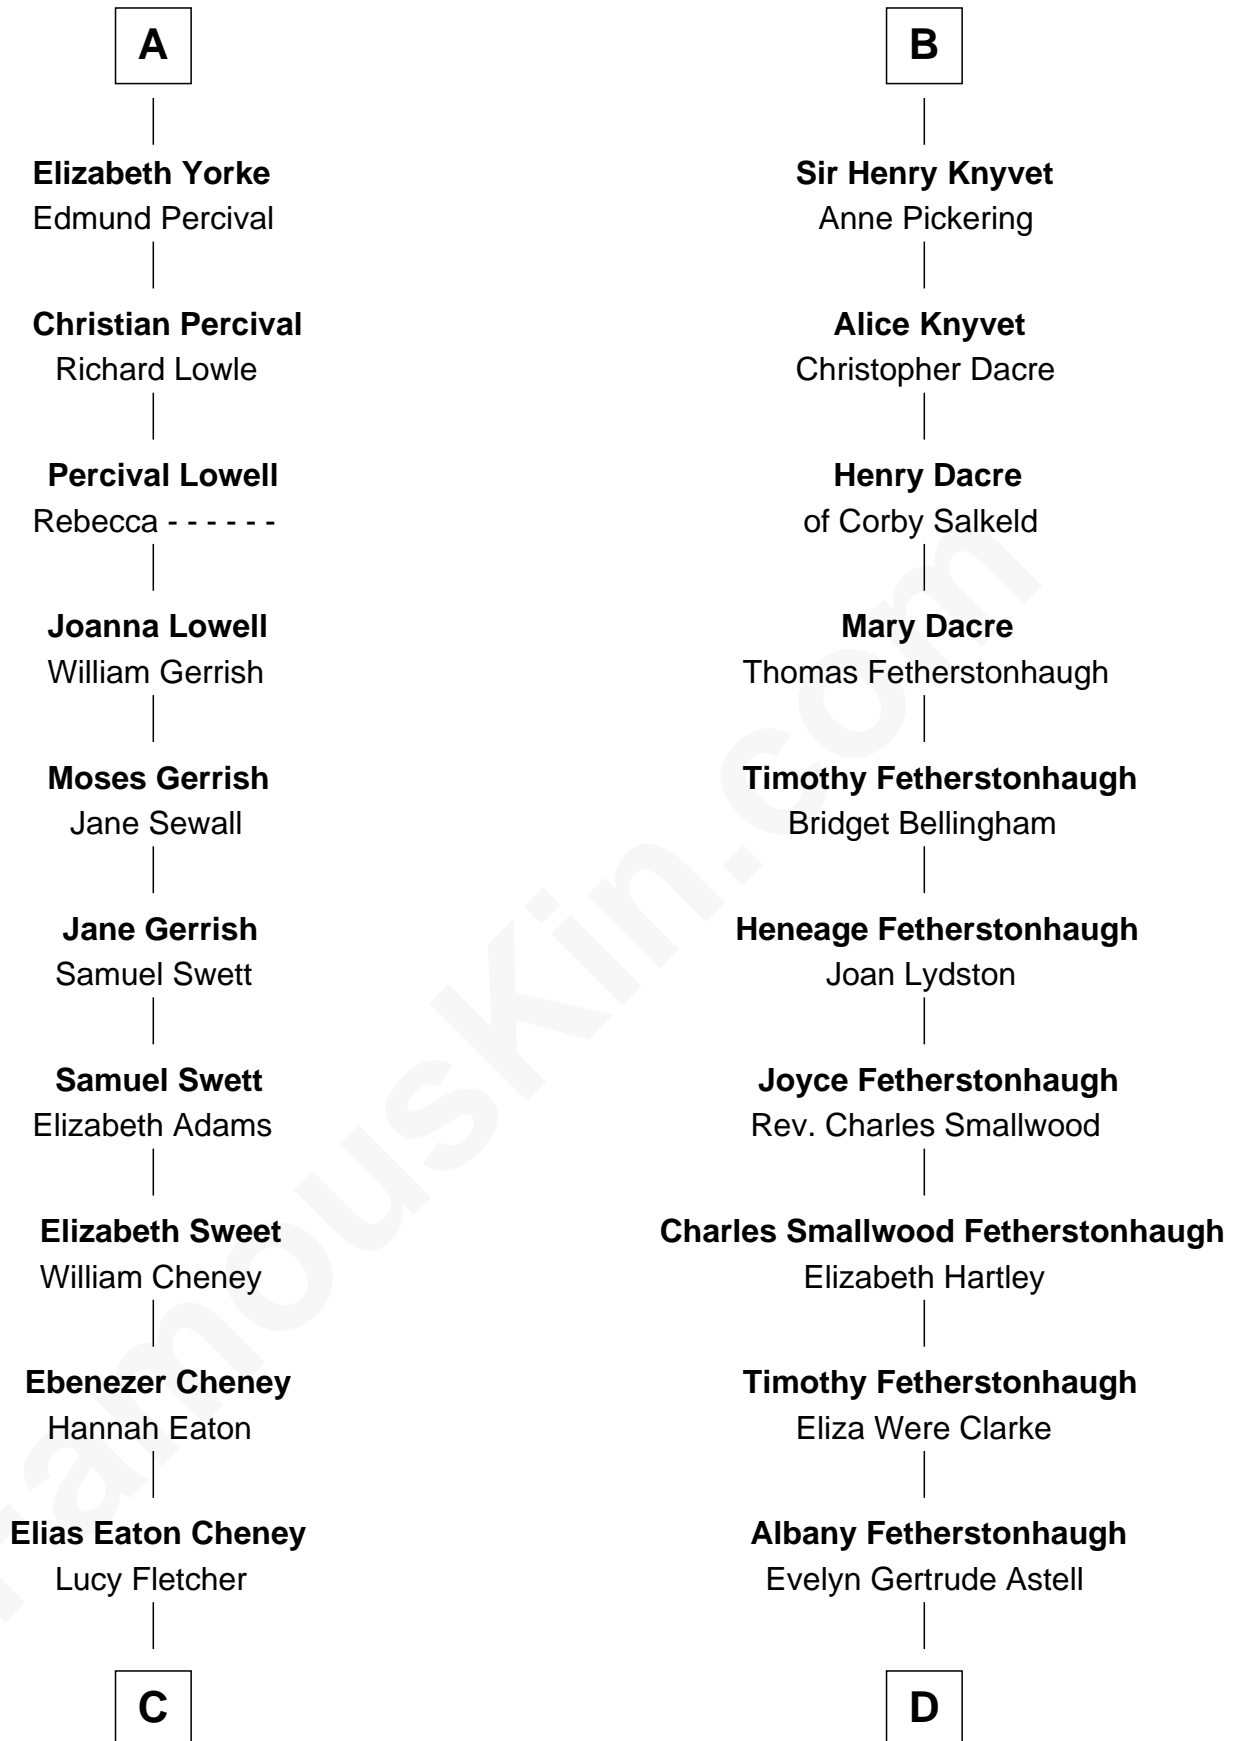 A
Elizabeth Yorke
Edmund Percival
Christian Percival
Richard Lowle
Percival Lowell
Rebecca - - - - - -
Joanna Lowell
William Gerrish
Moses Gerrish
Jane Sewall
Jane Gerrish
Samuel Swett
Samuel Swett
Elizabeth Adams
Elizabeth Sweet
William Cheney
Ebenezer Cheney
Hannah Eaton
Elias Eaton Cheney
Lucy Fletcher
C
B
Sir Henry Knyvet
Anne Pickering
Alice Knyvet
Christopher Dacre
Henry Dacre
of Corby Salkeld
Mary Dacre
Thomas Fetherstonhaugh
Timothy Fetherstonhaugh
Bridget Bellingham
Heneage Fetherstonhaugh
Joan Lydston
Joyce Fetherstonhaugh
Rev. Charles Smallwood
Charles Smallwood Fetherstonhaugh
Elizabeth Hartley
Timothy Fetherstonhaugh
Eliza Were Clarke
Albany Fetherstonhaugh
Evelyn Gertrude Astell
D
FamousKin.com